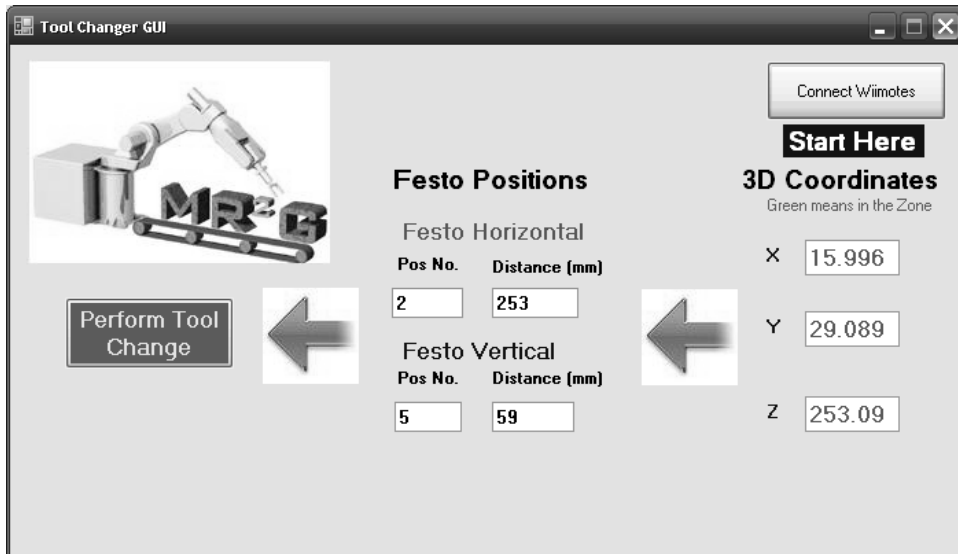 Tool Changer GUI
Connect Wiimotes
Start Here
MR²G
Festo Positions
3D Coordinates
Green means in the Zone
Festo Horizontal
Pos No.
Distance (mm)
2
253
X
15.996
Perform Tool
Change
Y
29.089
Festo Vertical
Pos No.
Distance (mm)
5
59
Z
253.09